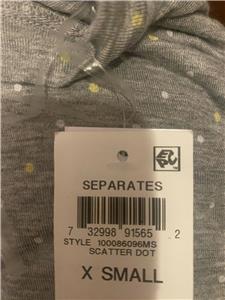 SEPARATES
7 32998 91565 2
STYLE 100086096MS
SCATTER DOT
X SMALL